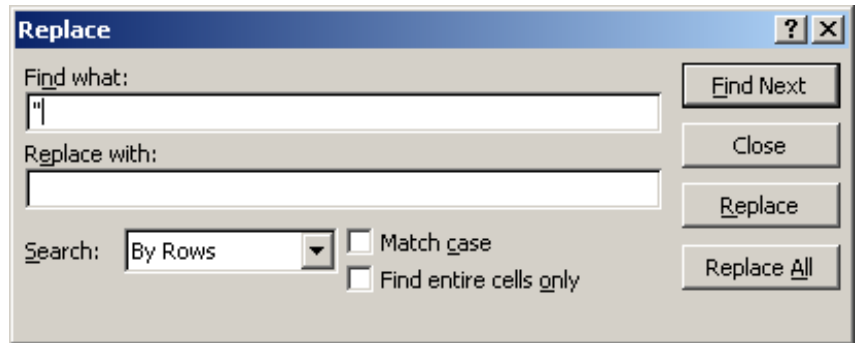 Replace ? X
Find what:
"
Find Next
Close
Replace with:
Replace
Search: By Rows
Match case
Find entire cells only
Replace All